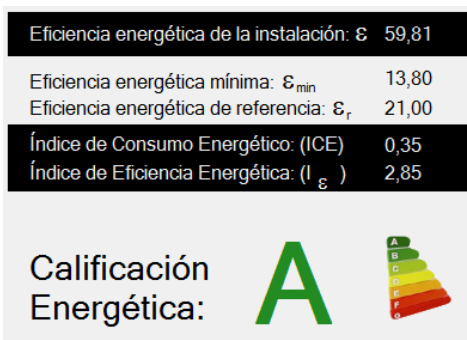 Eficiencia energética de la instalación: ε 59,81
Eficiencia energética mínima: εmin 13,80
Eficiencia energética de referencia: εr 21,00
Índice de Consumo Energético: (ICE) 0,35
Índice de Eficiencia Energética: (I ε ) 2,85
Calificación
Energética:
A
A
B
C
D
E
F
G